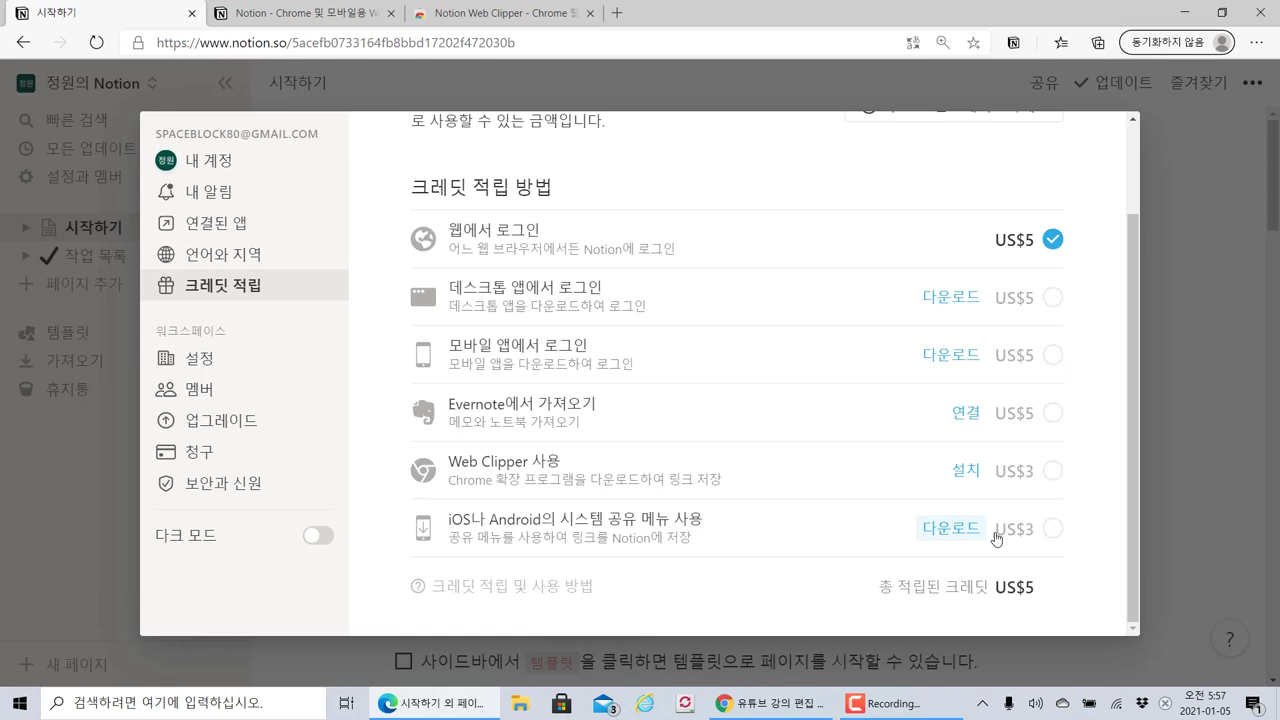 시작하기
Notion - Chrome 및 모바일용 W
Notion Web Clipper - Chrome 웹
https://www.notion.so/5acefb0733164fb8bbd17202f472030b
동기화하지 않음
정원 정원의 Notion
시작하기
공유 업데이트 즐겨찾기
빠른 검색
모든 업데이트
설정과 멤버
시작하기
작업 목록
페이지 추가
템플릿
가져오기
휴지통
새 페이지
SPACEBLOCK80@GMAIL.COM
정원 내 계정
내 알림
연결된 앱
언어와 지역
크레딧 적립
워크스페이스
설정
멤버
업그레이드
청구
보안과 신원
다크 모드
로 사용할 수 있는 금액입니다.
크레딧 적립 방법
웹에서 로그인
어느 웹 브라우저에서든 Notion에 로그인
US$5
데스크톱 앱에서 로그인
데스크톱 앱을 다운로드하여 로그인
다운로드 US$5
모바일 앱에서 로그인
모바일 앱을 다운로드하여 로그인
다운로드 US$5
Evernote에서 가져오기
메모와 노트북 가져오기
연결 US$5
Web Clipper 사용
Chrome 확장 프로그램을 다운로드하여 링크 저장
설치 US$3
iOS나 Android의 시스템 공유 메뉴 사용
공유 메뉴를 사용하여 링크를 Notion에 저장
다운로드 US$3
크레딧 적립 및 사용 방법
총 적립된 크레딧 US$5
사이드바에서 템플릿 을 클릭하면 템플릿으로 페이지를 시작할 수 있습니다.
?
검색하려면 여기에 입력하십시오.
시작하기 외 페이...
3
유튜브 강의 편집 ...
Recording...
오전 5:57
2021-01-05
1